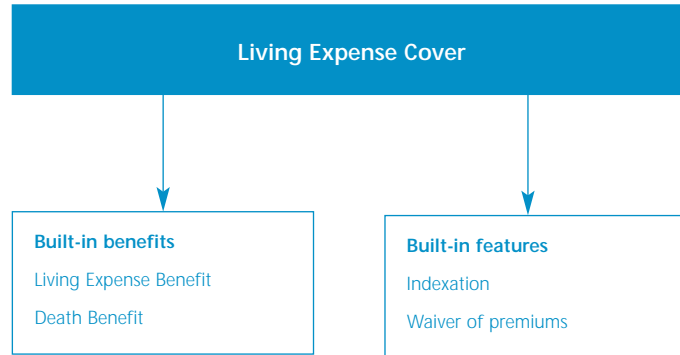 Living Expense Cover
Built-in benefits
Living Expense Benefit
Death Benefit
Built-in features
Indexation
Waiver of premiums